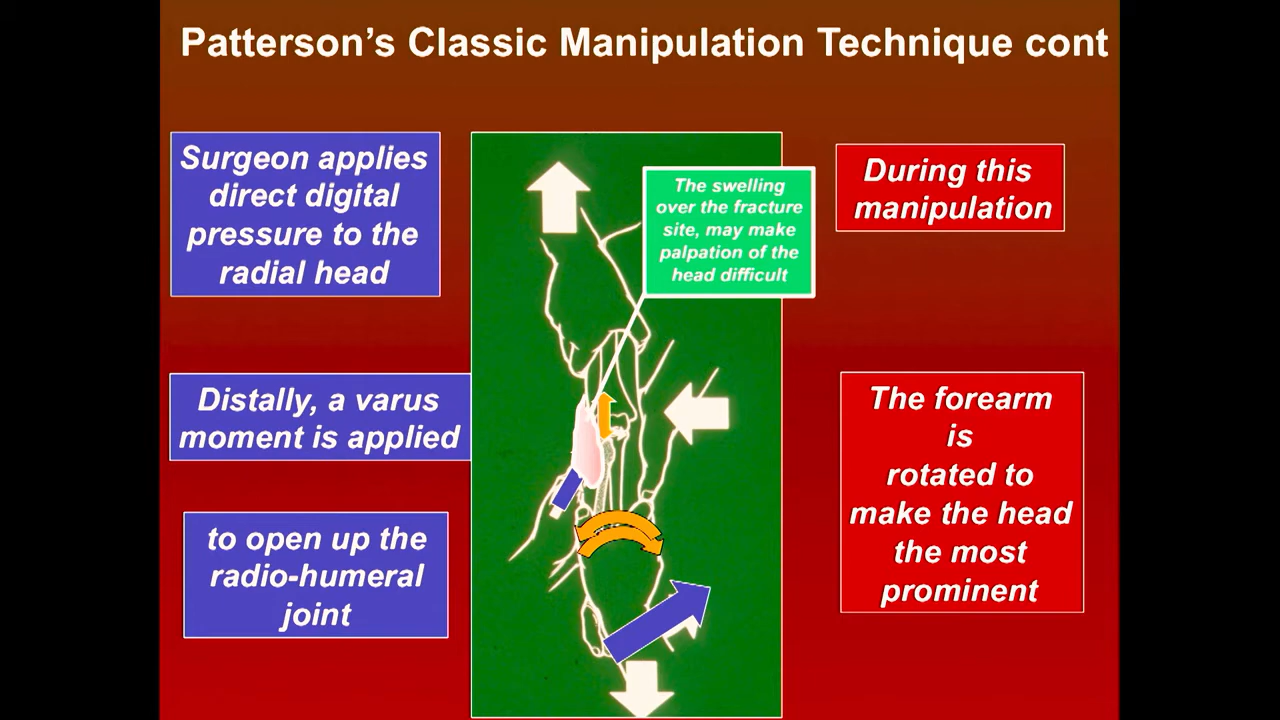 Patterson’s Classic Manipulation Technique cont
Surgeon applies
direct digital
pressure to the
radial head
The swelling
over the fracture
site, may make
palpation of the
head difficult
During this
manipulation
Distally, a varus
moment is applied
to open up the
radio-humeral
joint
The forearm
is
rotated to
make the head
the most
prominent